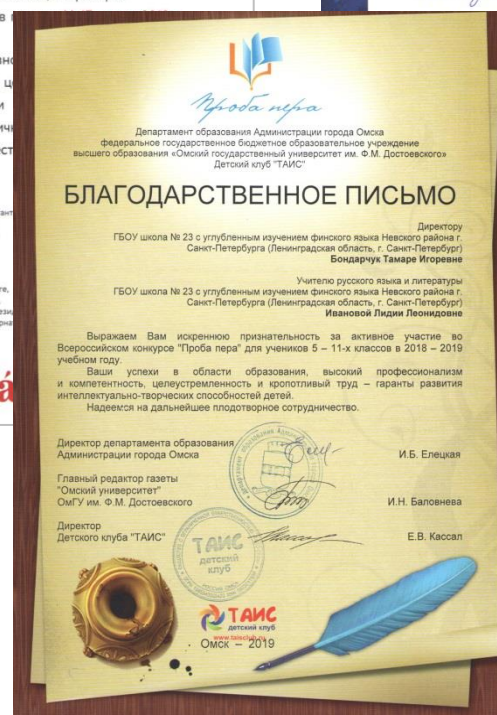 Проба пера
Департамент образования Администрации города Омска
федеральное государственное бюджетное образовательное учреждение
высшего образования «Омский государственный университет им. Ф.М. Достоевского»
Детский клуб "ТАИС"
БЛАГОДАРСТВЕННОЕ ПИСЬМО
Директору
ГБОУ школа № 23 с углубленным изучением финского языка Невского района г.
Санкт-Петербурга (Ленинградская область, г. Санкт-Петербург)
Бондарчук Тамаре Игоревне
Учителю русского языка и литературы
ГБОУ школа № 23 с углубленным изучением финского языка Невского района г.
Санкт-Петербурга (Ленинградская область, г. Санкт-Петербург)
Ивановой Лидии Леонидовне
Выражаем Вам искреннюю признательность за активное участие во
Всероссийском конкурсе "Проба пера" для учеников 5 – 11-х классов в 2018 – 2019
учебном году.
Ваши успехи в области образования, высокий профессионализм
и компетентность, целеустремленность и кропотливый труд – гаранты развития
интеллектуально-творческих способностей детей.
Надеемся на дальнейшее плодотворное сотрудничество.
Директор департамента образования
Администрации города Омска
И.Б. Елецкая
Главный редактор газеты
"Омский университет"
ОмГУ им. Ф.М. Достоевского
И.Н. Баловнева
Директор
Детского клуба "ТАИС"
Е.В. Кассал
ТАИС
детский
клуб
ТАИС
детский клуб
www.taisclub.ru
Омск – 2019